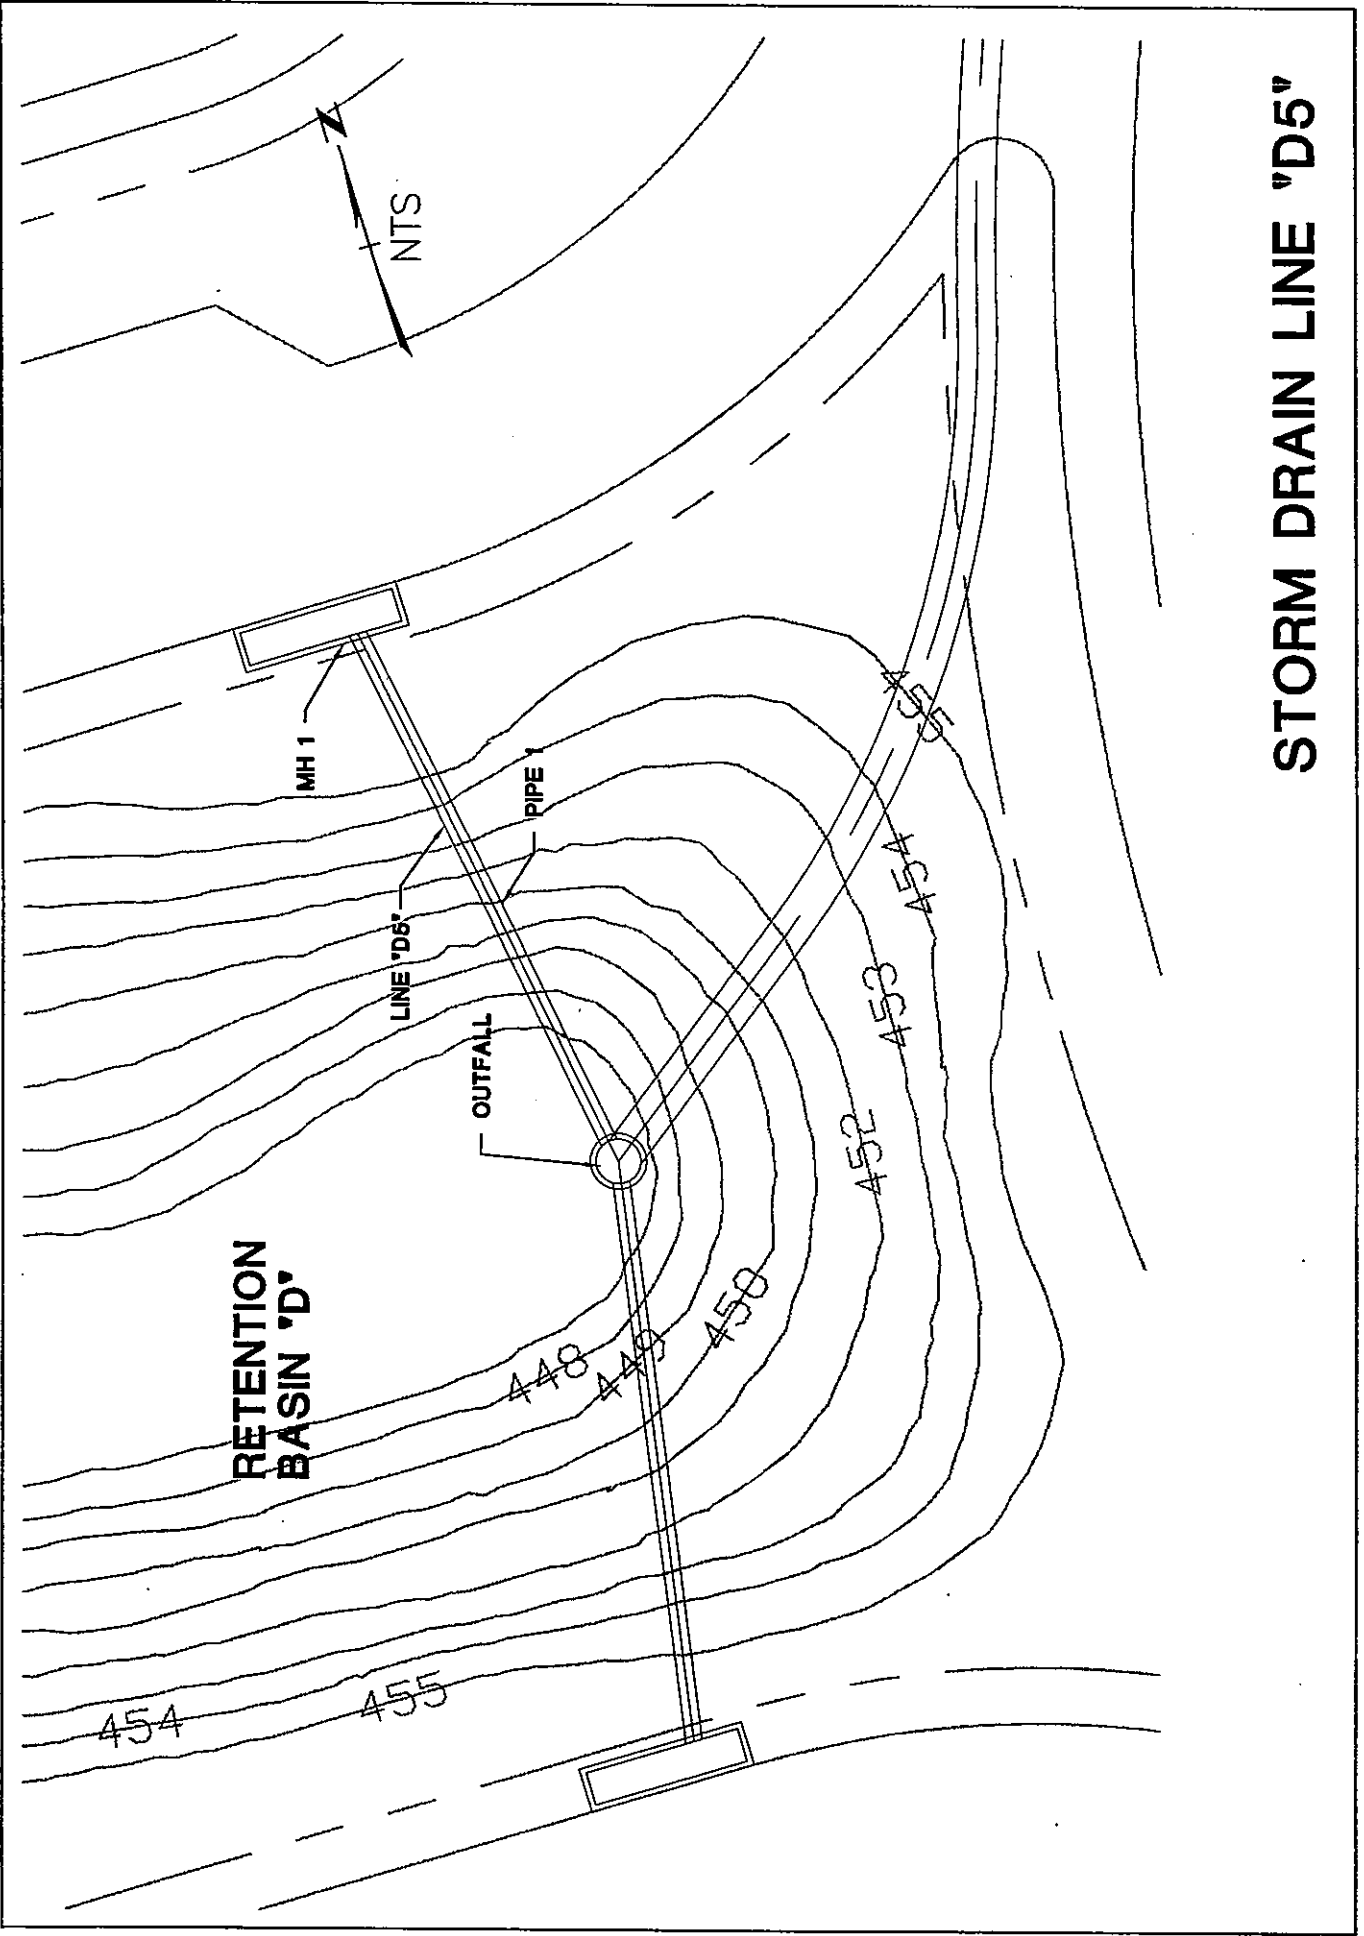 N
NTS
MH 1
PIPE 1
LINE "D5"
OUTFALL
RETENTION
BASIN "D"
448
449
450
452
453
454
455
454
455
STORM DRAIN LINE "D5"